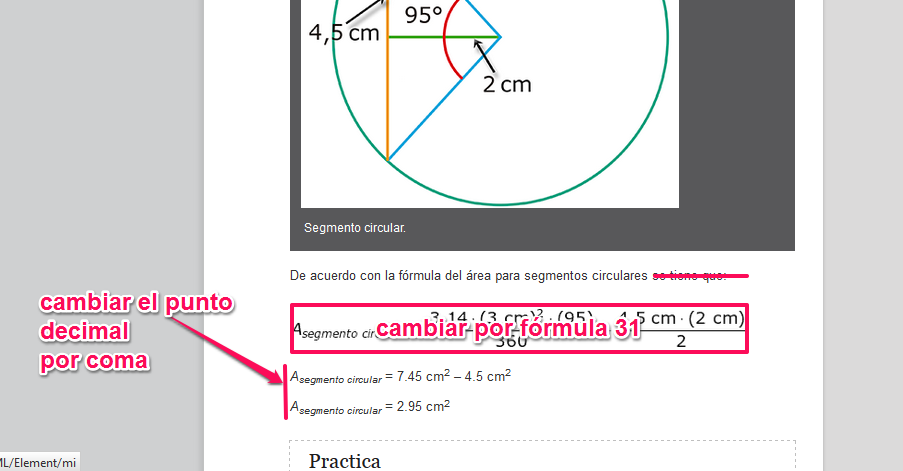 95°
4,5 cm
2 cm
Segmento circular.
De acuerdo con la fórmula del área para segmentos circulares se tiene que:
cambiar el punto
decimal
por coma
A segmento cir 3.14 · (3 cm)² · (95) 4.5 cm · (2 cm)
cambiar por fórmula 31
360 2
A segmento circular = 7.45 cm² – 4.5 cm²
A segmento circular = 2.95 cm²
Practica
ML/Element/mi